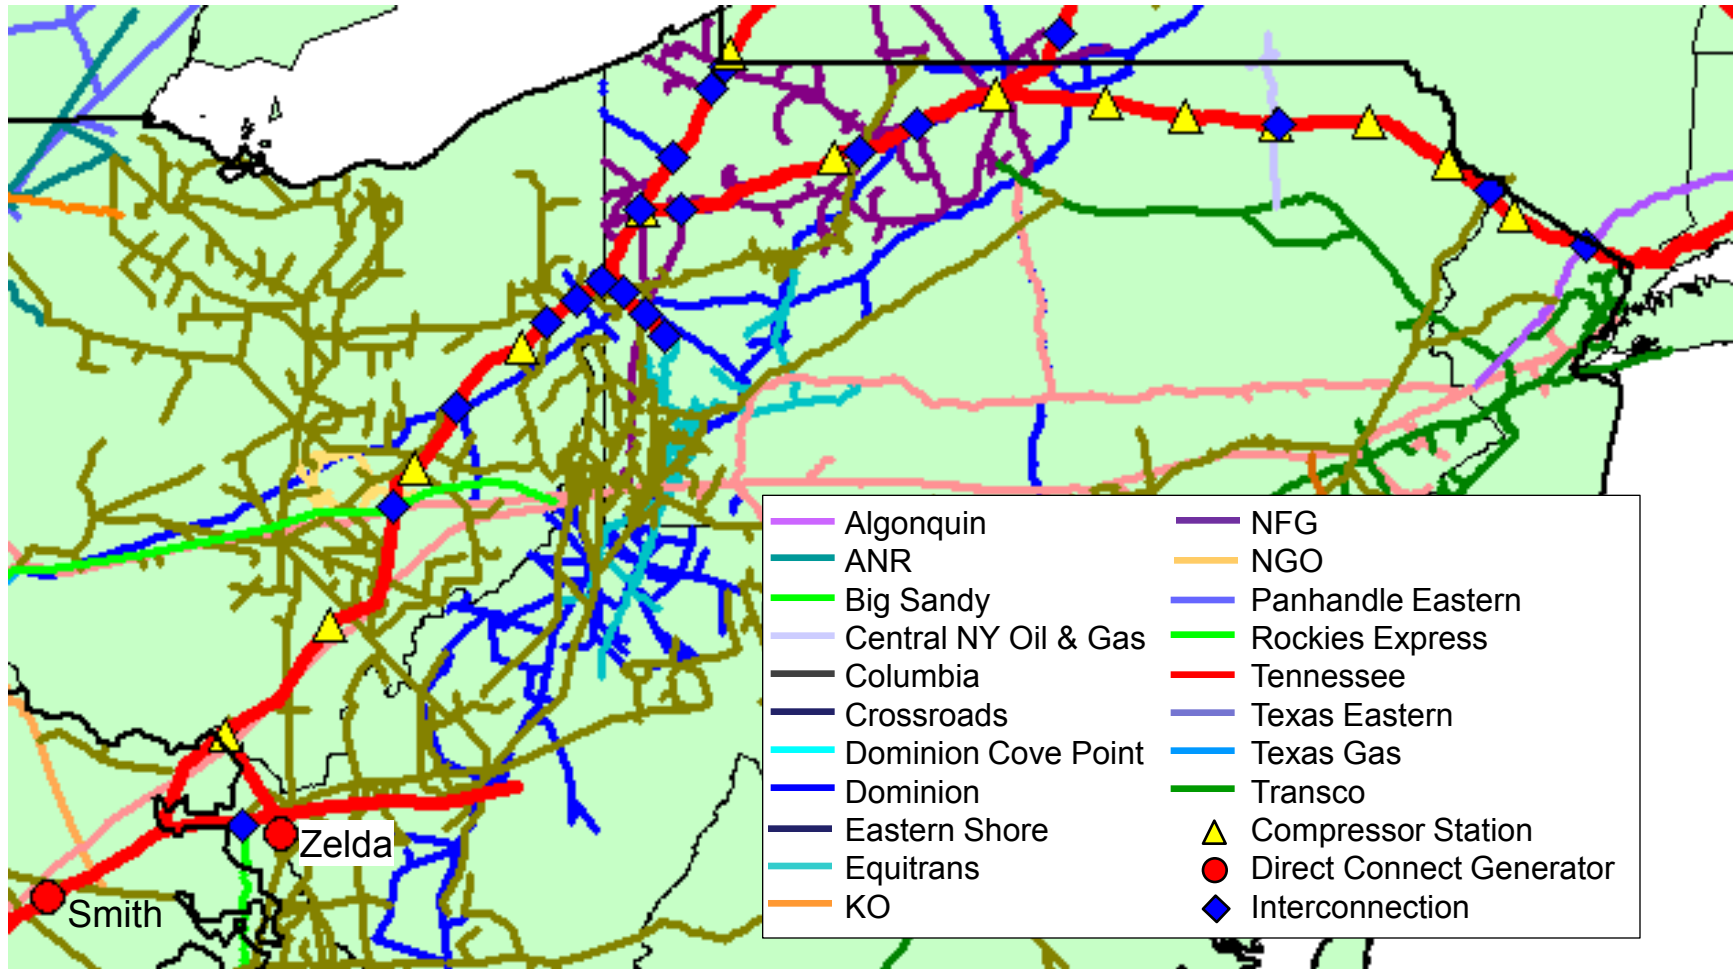 Zelda
Smith
Algonquin
ANR
Big Sandy
Central NY Oil & Gas
Columbia
Crossroads
Dominion Cove Point
Dominion
Eastern Shore
Equitrans
KO
NFG
NGO
Panhandle Eastern
Rockies Express
Tennessee
Texas Eastern
Texas Gas
Transco
Compressor Station
Direct Connect Generator
Interconnection